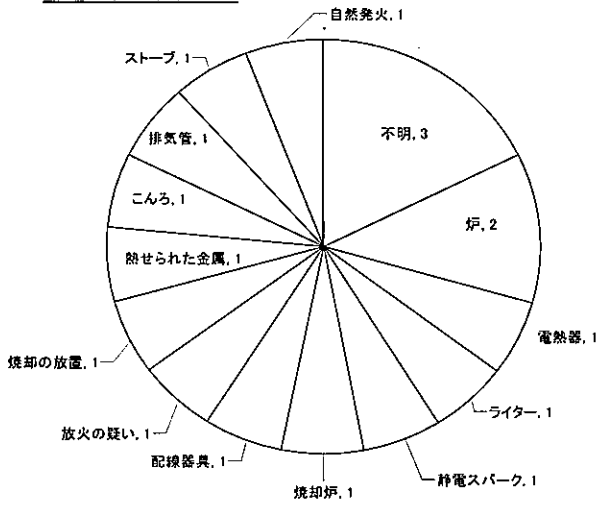 自然発火, 1
不明, 3
炉, 2
電熱器, 1
ライター, 1
静電スパーク, 1
焼却炉, 1
配線器具, 1
放火の疑い, 1
焼却の放置, 1
熱せられた金属, 1
こんろ, 1
排気管, 1
ストーブ, 1